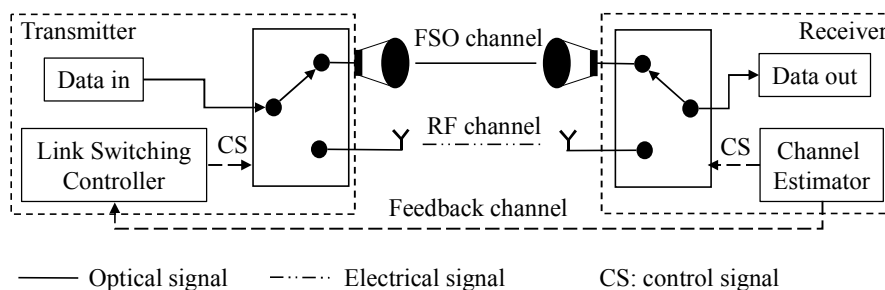 Transmitter
FSO channel
Receiver
Data in
Data out
RF channel
Link Switching
Controller
CS
CS
Channel
Estimator
Feedback channel
Optical signal
Electrical signal
CS: control signal